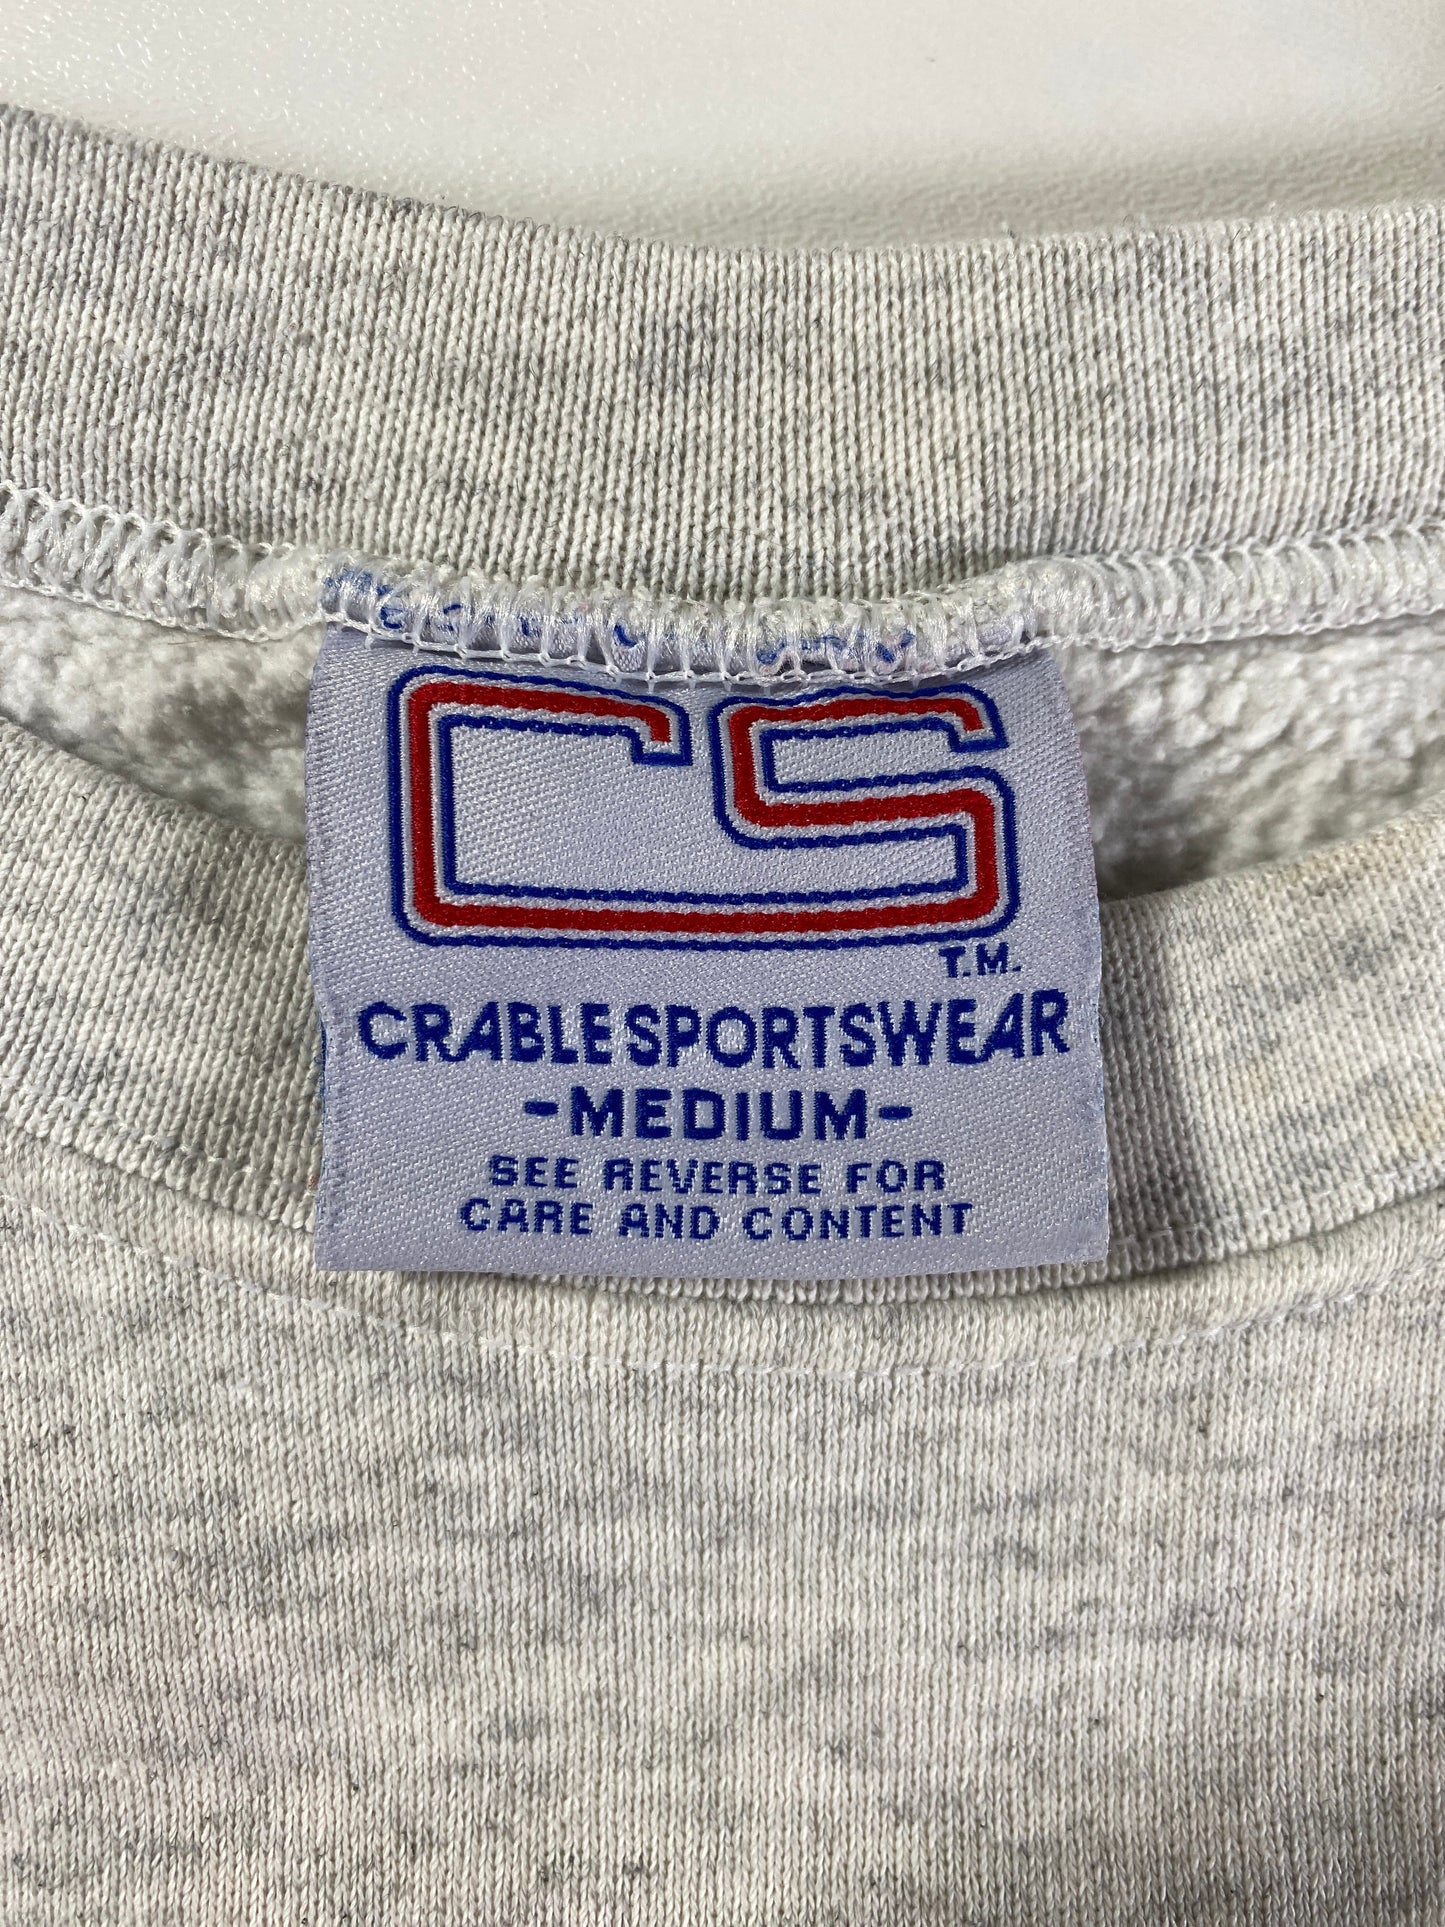 CS
T.M.
CRABLE SPORTSWEAR
-MEDIUM-
SEE REVERSE FOR
CARE AND CONTENT